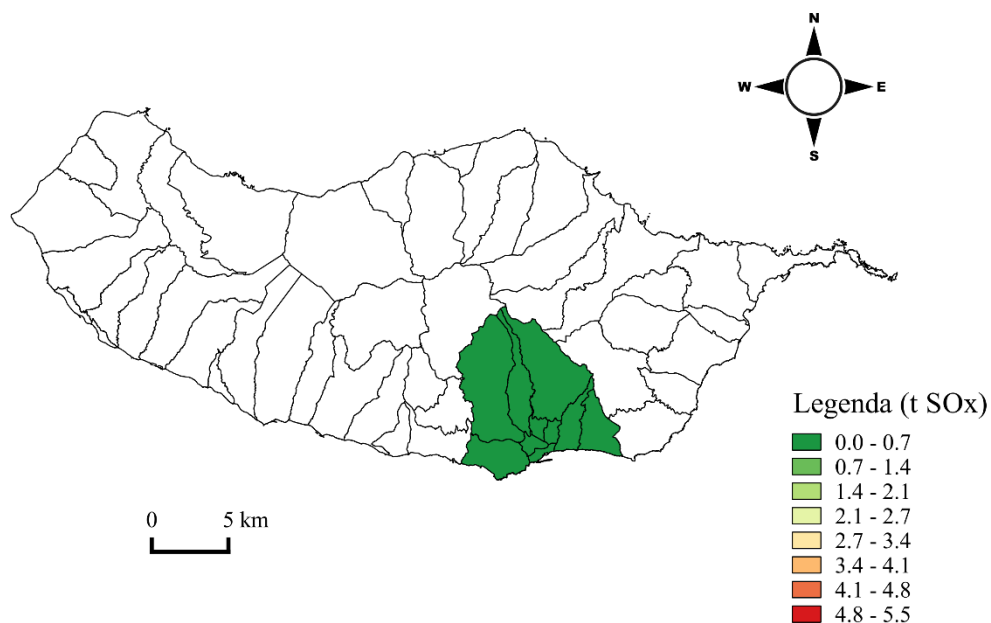 N
W E
S
Legenda (t SOx)
0.0 - 0.7
0.7 - 1.4
1.4 - 2.1
2.1 - 2.7
2.7 - 3.4
3.4 - 4.1
4.1 - 4.8
4.8 - 5.5
0 5 km